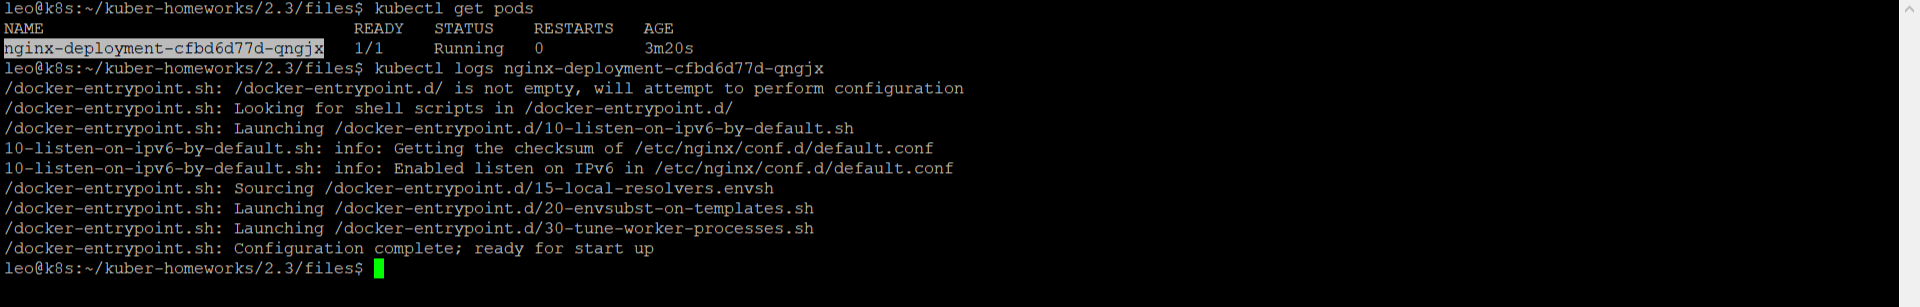 leo@k8s:~/kuber-homeworks/2.3/files$ kubectl get pods
NAME READY STATUS RESTARTS AGE
nginx-deployment-cfbd6d77d-qngjx 1/1 Running 0 3m20s
leo@k8s:~/kuber-homeworks/2.3/files$ kubectl logs nginx-deployment-cfbd6d77d-qngjx
/docker-entrypoint.sh: /docker-entrypoint.d/ is not empty, will attempt to perform configuration
/docker-entrypoint.sh: Looking for shell scripts in /docker-entrypoint.d/
/docker-entrypoint.sh: Launching /docker-entrypoint.d/10-listen-on-ipv6-by-default.sh
10-listen-on-ipv6-by-default.sh: info: Getting the checksum of /etc/nginx/conf.d/default.conf
10-listen-on-ipv6-by-default.sh: info: Enabled listen on IPv6 in /etc/nginx/conf.d/default.conf
/docker-entrypoint.sh: Sourcing /docker-entrypoint.d/15-local-resolvers.envsh
/docker-entrypoint.sh: Launching /docker-entrypoint.d/20-envsubst-on-templates.sh
/docker-entrypoint.sh: Launching /docker-entrypoint.d/30-tune-worker-processes.sh
/docker-entrypoint.sh: Configuration complete; ready for start up
leo@k8s:~/kuber-homeworks/2.3/files$